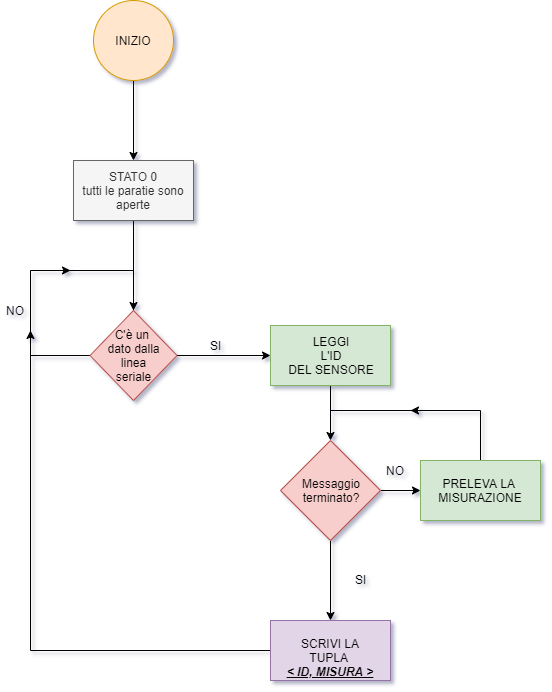 INIZIO
STATO 0
tutti le paratie sono
aperte
NO
C'è un
dato dalla
linea
seriale
SI
LEGGI
L'ID
DEL SENSORE
Messaggio
terminato?
NO
PRELEVA LA
MISURAZIONE
SI
SCRIVI LA
TUPLA
< ID, MISURA >